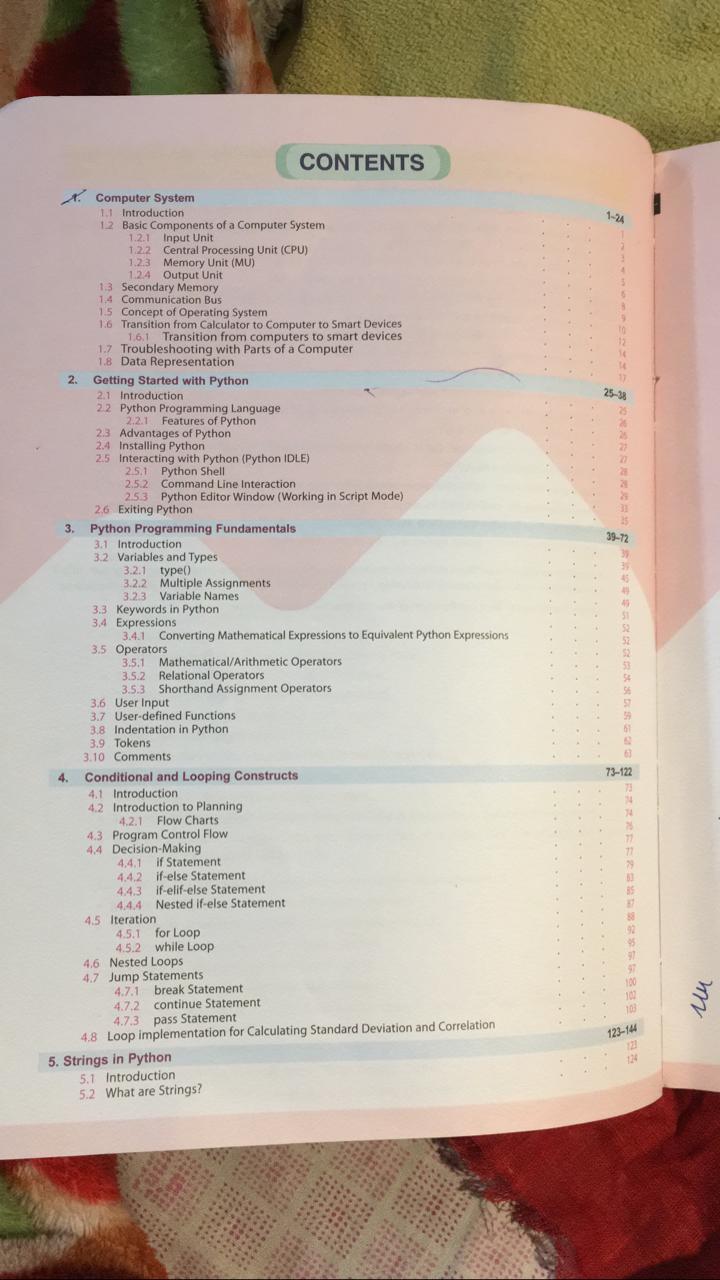 CONTENTS
1. Computer System 1–24
1.1 Introduction 1
1.2 Basic Components of a Computer System 2
1.2.1 Input Unit 3
1.2.2 Central Processing Unit (CPU) 4
1.2.3 Memory Unit (MU) 5
1.2.4 Output Unit 6
1.3 Secondary Memory 8
1.4 Communication Bus 9
1.5 Concept of Operating System 10
1.6 Transition from Calculator to Computer to Smart Devices 12
1.6.1 Transition from computers to smart devices 14
1.7 Troubleshooting with Parts of a Computer 14
1.8 Data Representation 17
2. Getting Started with Python 25–38
2.1 Introduction 25
2.2 Python Programming Language 26
2.2.1 Features of Python 26
2.3 Advantages of Python 27
2.4 Installing Python 27
2.5 Interacting with Python (Python IDLE) 28
2.5.1 Python Shell 28
2.5.2 Command Line Interaction 29
2.5.3 Python Editor Window (Working in Script Mode) 33
2.6 Exiting Python 35
3. Python Programming Fundamentals 39–72
3.1 Introduction 39
3.2 Variables and Types 39
3.2.1 type() 45
3.2.2 Multiple Assignments 49
3.2.3 Variable Names 49
3.3 Keywords in Python 51
3.4 Expressions 52
3.4.1 Converting Mathematical Expressions to Equivalent Python Expressions 52
3.5 Operators 52
3.5.1 Mathematical/Arithmetic Operators 53
3.5.2 Relational Operators 54
3.5.3 Shorthand Assignment Operators 56
3.6 User Input 57
3.7 User-defined Functions 59
3.8 Indentation in Python 61
3.9 Tokens 62
3.10 Comments 63
4. Conditional and Looping Constructs 73–122
4.1 Introduction 73
4.2 Introduction to Planning 74
4.2.1 Flow Charts 74
4.3 Program Control Flow 76
4.4 Decision-Making 77
4.4.1 if Statement 77
4.4.2 if-else Statement 79
4.4.3 if-elif-else Statement 83
4.4.4 Nested if-else Statement 85
4.5 Iteration 87
4.5.1 for Loop 88
4.5.2 while Loop 92
4.6 Nested Loops 95
4.7 Jump Statements 97
4.7.1 break Statement 97
4.7.2 continue Statement 100
4.7.3 pass Statement 102
4.8 Loop implementation for Calculating Standard Deviation and Correlation 103
5. Strings in Python 123–144
5.1 Introduction 123
5.2 What are Strings? 124